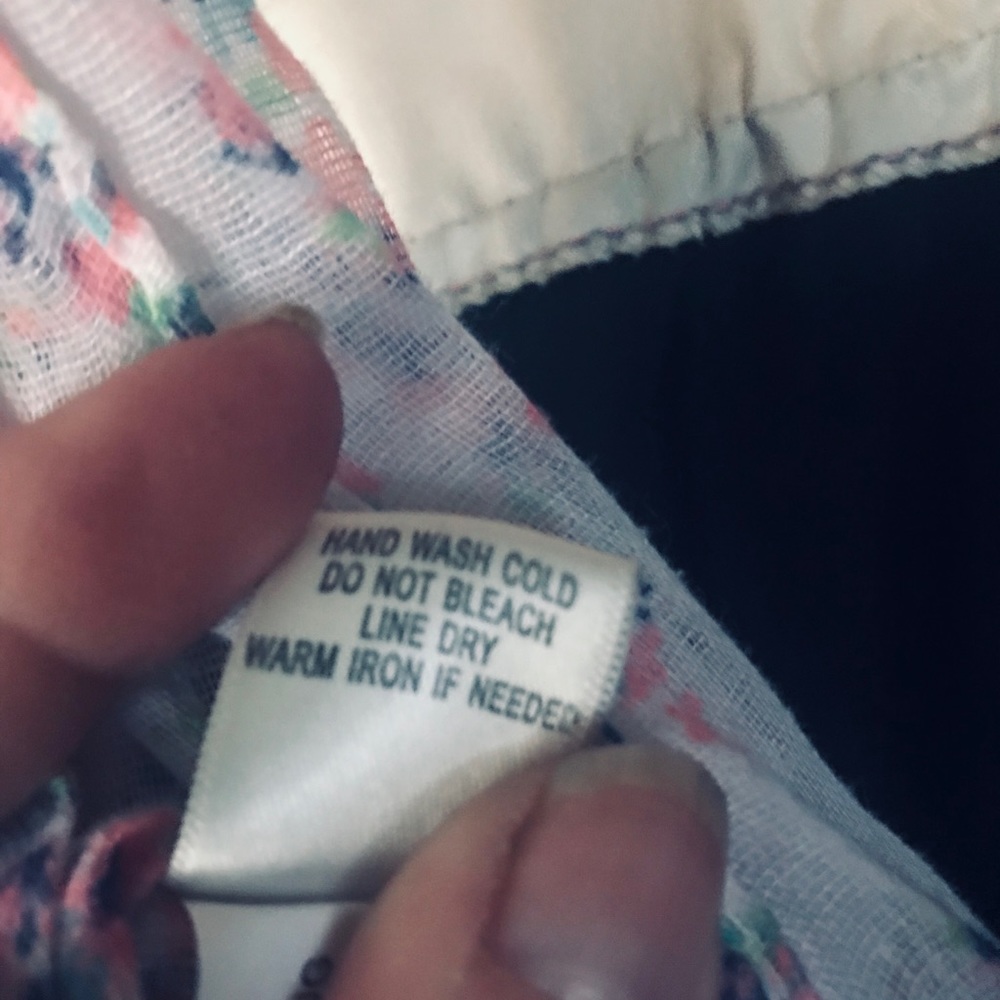 HAND WASH COLD
DO NOT BLEACH
LINE DRY
WARM IRON IF NEEDED